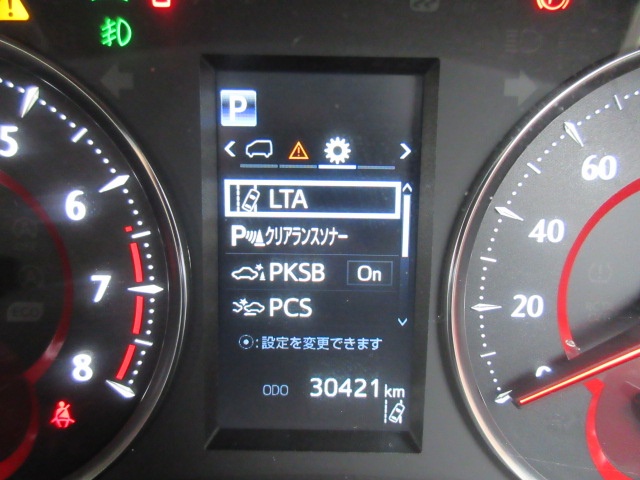 P
LTA
P クリアランスソナー
PKSB On
PCS
:設定を変更できます
ODO 30421 km
5
6
7
8
60
40
20
0